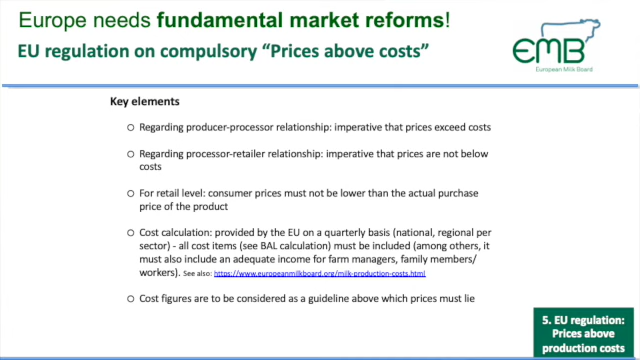 Europe needs fundamental market reforms!
EU regulation on compulsory “Prices above costs”
EMB
European Milk Board
Key elements
○ Regarding producer-processor relationship: imperative that prices exceed costs
○ Regarding processor-retailer relationship: imperative that prices are not below
costs
○ For retail level: consumer prices must not be lower than the actual purchase
price of the product
○ Cost calculation: provided by the EU on a quarterly basis (national, regional per
sector) - all cost items (see BAL calculation) must be included (among others, it
must also include an adequate income for farm managers, family members/
workers). See also: https://www.europeanmilkboard.org/milk-production-costs.html
○ Cost figures are to be considered as a guideline above which prices must lie
5. EU regulation:
Prices above
production costs